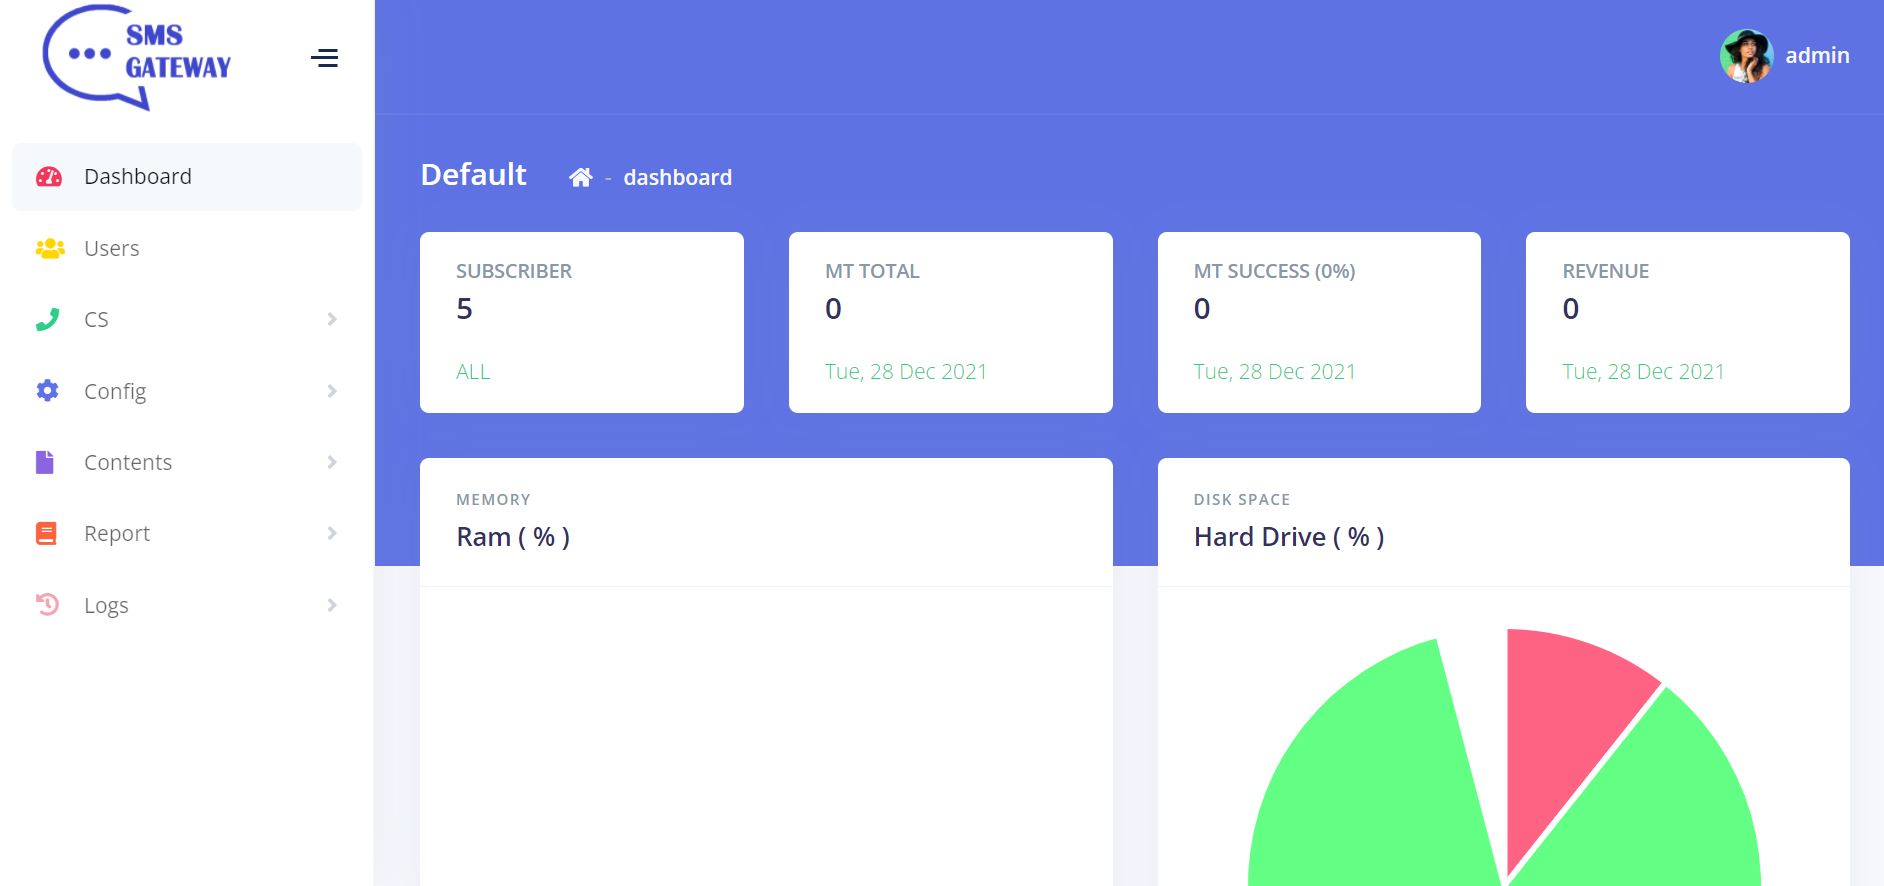 SMS
GATEWAY
admin
Dashboard
Users
CS
Config
Contents
Report
Logs
Default
- dashboard
SUBSCRIBER
5
ALL
MT TOTAL
0
Tue, 28 Dec 2021
MT SUCCESS (0%)
0
Tue, 28 Dec 2021
REVENUE
0
Tue, 28 Dec 2021
MEMORY
Ram ( % )
DISK SPACE
Hard Drive ( % )